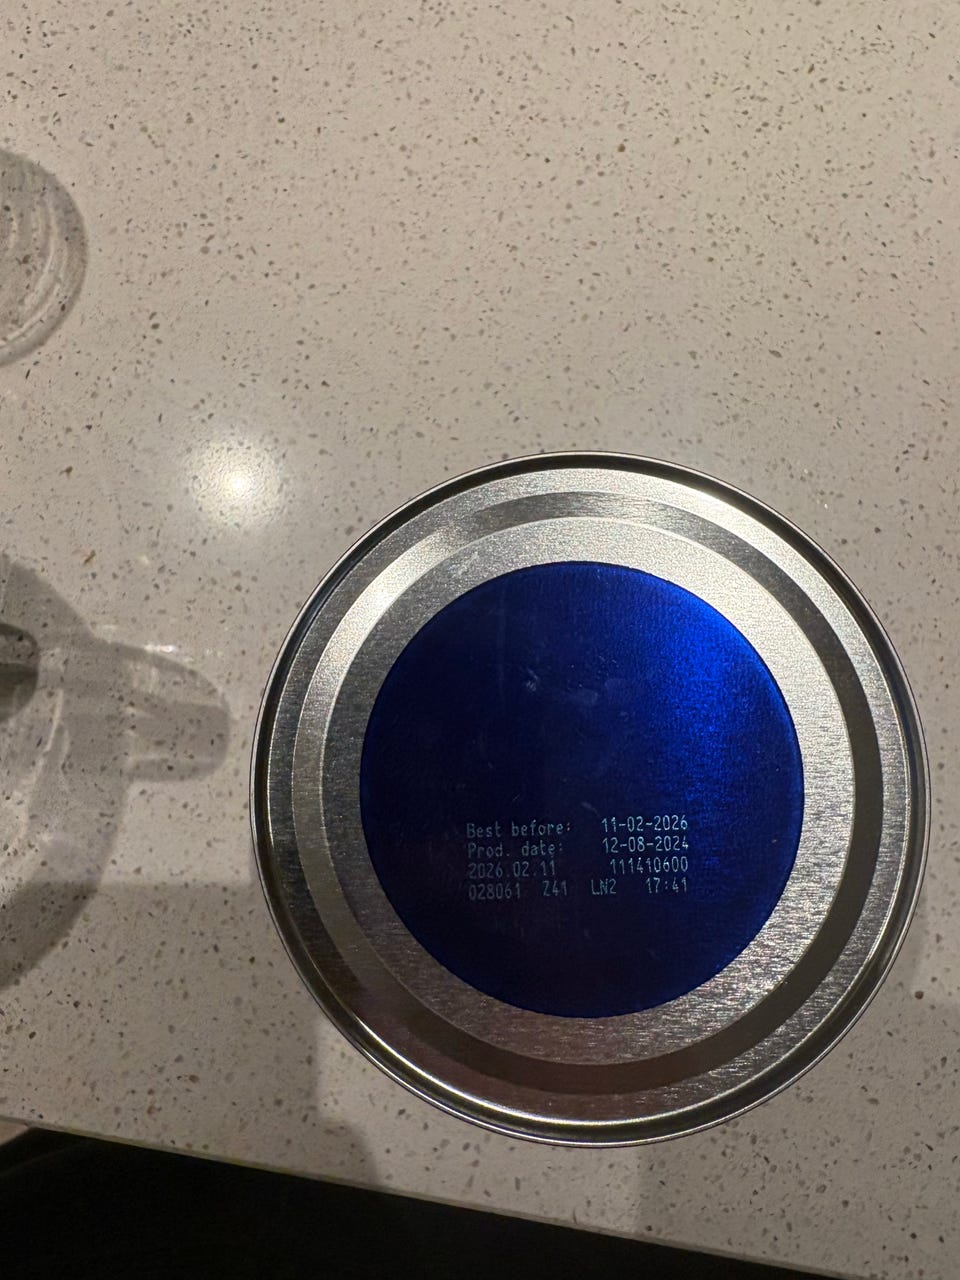 Best before: 11-02-2026
Prod. date: 12-08-2024
2026.02.11 111410600
028061 Z41 LN2 17:41